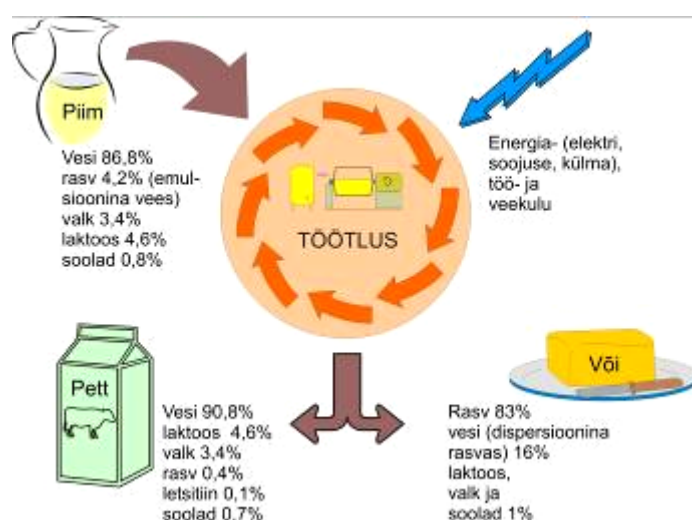 Piim
Vesi 86,8%
rasv 4,2% (emul-
sioonina vees)
valk 3,4%
laktoos 4,6%
soolad 0,8%
Energia- (elektri,
soojuse, külma),
töö- ja
veekulu
TÖÖTLUS
Pett
Vesi 90,8%
laktoos 4,6%
valk 3,4%
rasv 0,4%
letsitiin 0,1%
soolad 0,7%
Või
Rasv 83%
vesi (dispersioonina
rasvas) 16%
laktoos,
valk ja
soolad 1%